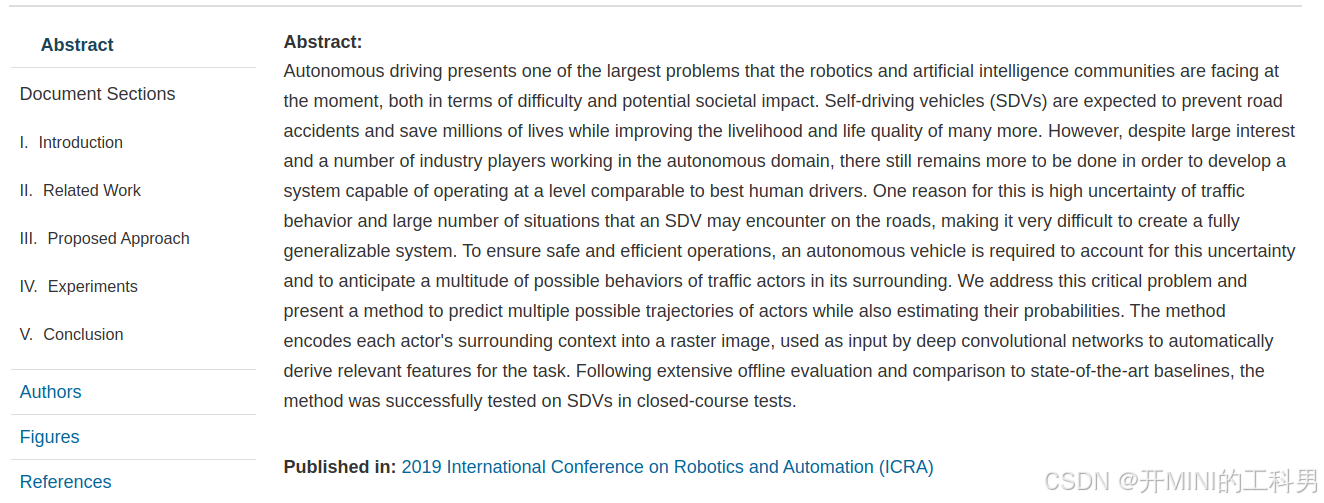 Abstract
Document Sections
I. Introduction
II. Related Work
III. Proposed Approach
IV. Experiments
V. Conclusion
Authors
Figures
References
Abstract:
Autonomous driving presents one of the largest problems that the robotics and artificial intelligence communities are facing at
the moment, both in terms of difficulty and potential societal impact. Self-driving vehicles (SDVs) are expected to prevent road
accidents and save millions of lives while improving the livelihood and life quality of many more. However, despite large interest
and a number of industry players working in the autonomous domain, there still remains more to be done in order to develop a
system capable of operating at a level comparable to best human drivers. One reason for this is high uncertainty of traffic
behavior and large number of situations that an SDV may encounter on the roads, making it very difficult to create a fully
generalizable system. To ensure safe and efficient operations, an autonomous vehicle is required to account for this uncertainty
and to anticipate a multitude of possible behaviors of traffic actors in its surrounding. We address this critical problem and
present a method to predict multiple possible trajectories of actors while also estimating their probabilities. The method
encodes each actor's surrounding context into a raster image, used as input by deep convolutional networks to automatically
derive relevant features for the task. Following extensive offline evaluation and comparison to state-of-the-art baselines, the
method was successfully tested on SDVs in closed-course tests.
Published in: 2019 International Conference on Robotics and Automation (ICRA)
CSDN @开MINI的工科男